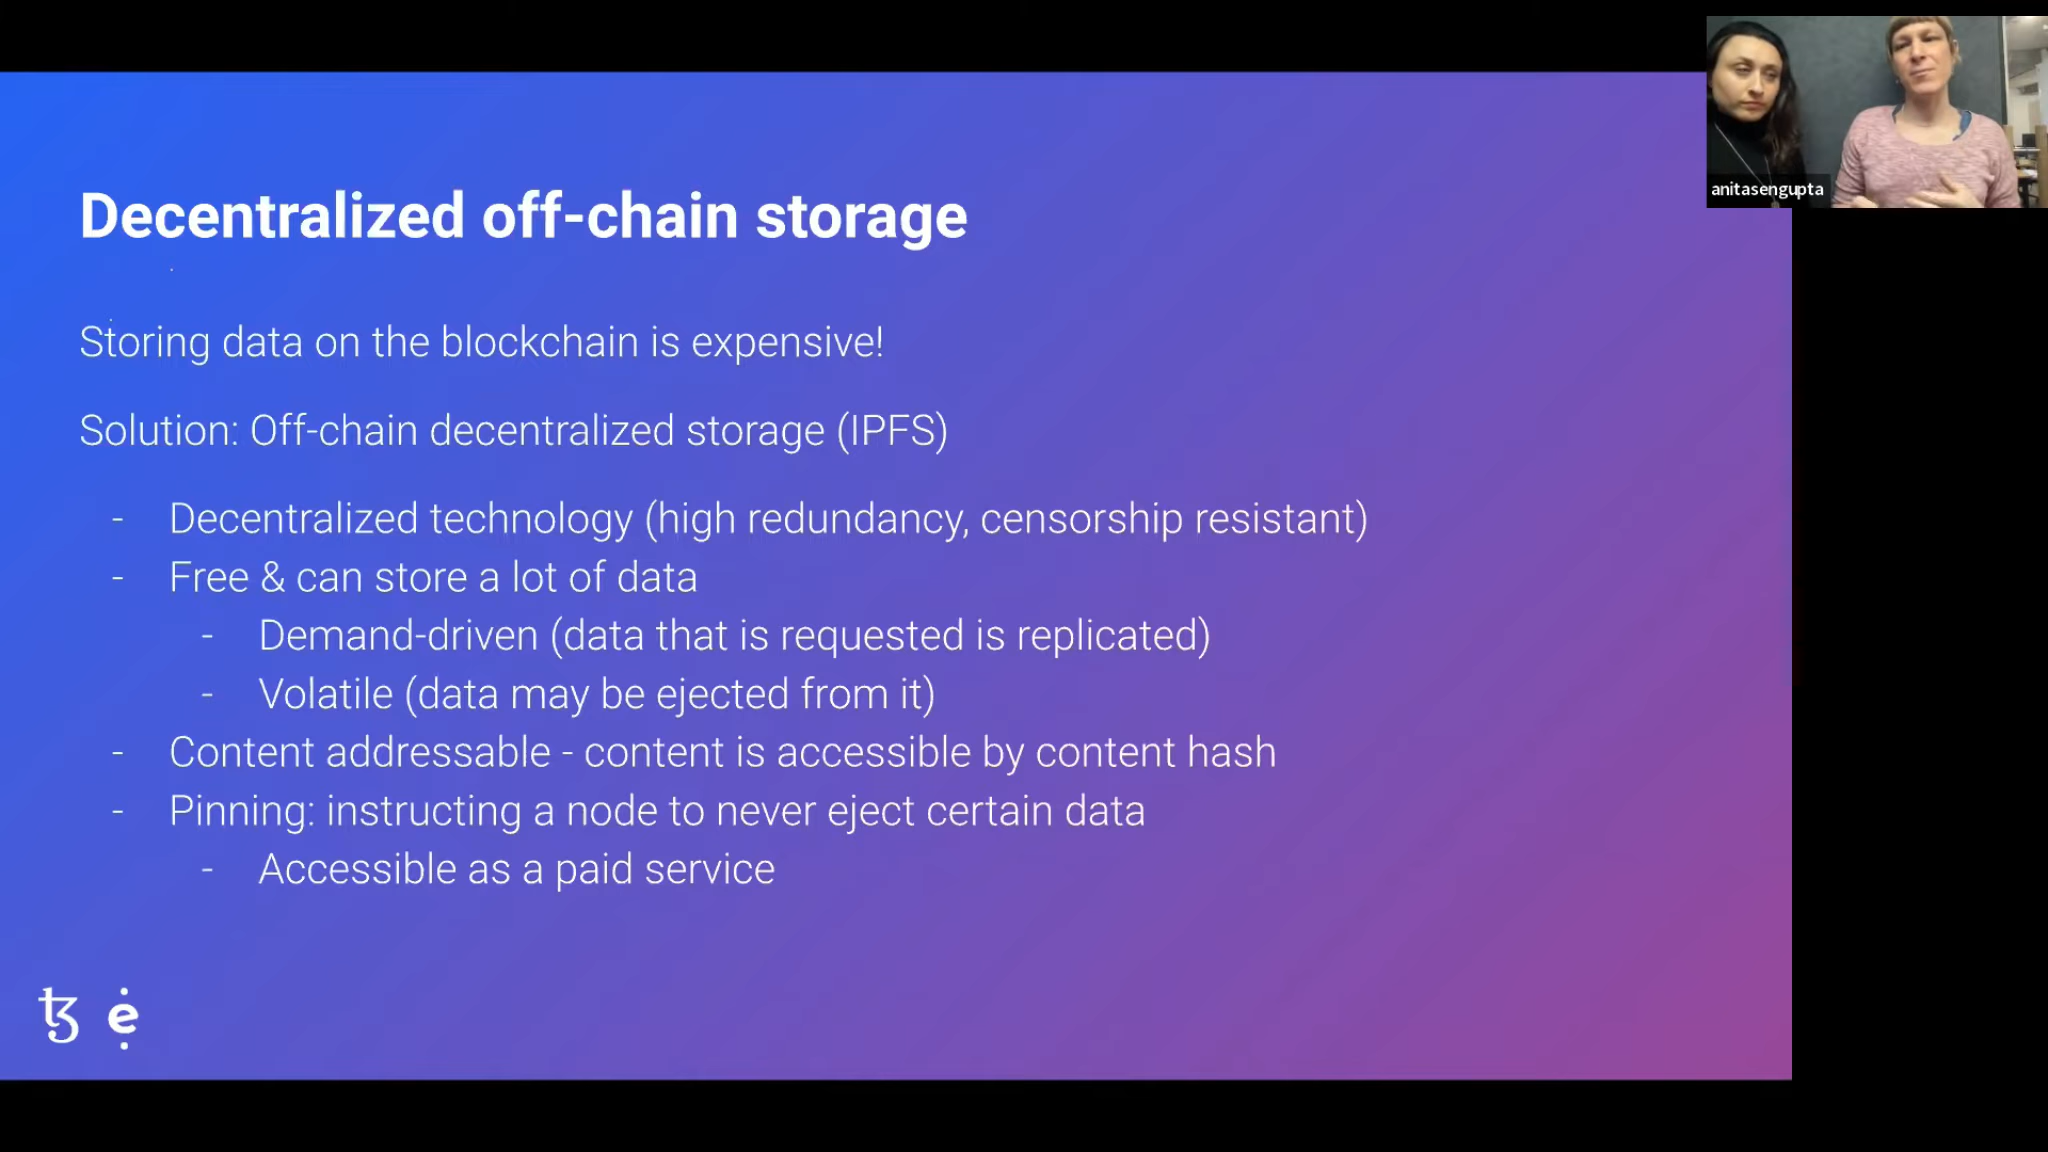 Decentralized off-chain storage
Storing data on the blockchain is expensive!
Solution: Off-chain decentralized storage (IPFS)
- Decentralized technology (high redundancy, censorship resistant)
- Free & can store a lot of data
- Demand-driven (data that is requested is replicated)
- Volatile (data may be ejected from it)
- Content addressable - content is accessible by content hash
- Pinning: instructing a node to never eject certain data
- Accessible as a paid service
anitasengupta